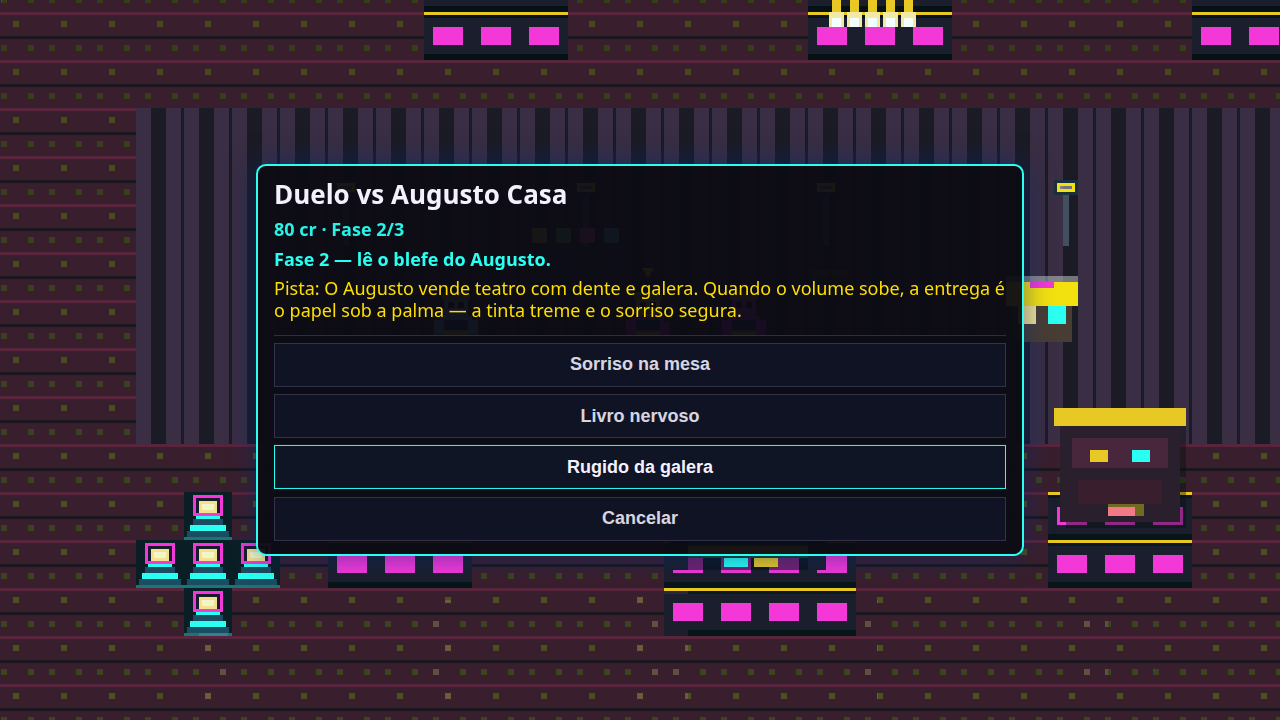 Duelo vs Augusto Casa
80 cr · Fase 2/3
Fase 2 — lê o blefe do Augusto.
Pista: O Augusto vende teatro com dente e galera. Quando o volume sobe, a entrega é
o papel sob a palma — a tinta treme e o sorriso segura.
Sorriso na mesa
Livro nervoso
Rugido da galera
Cancelar